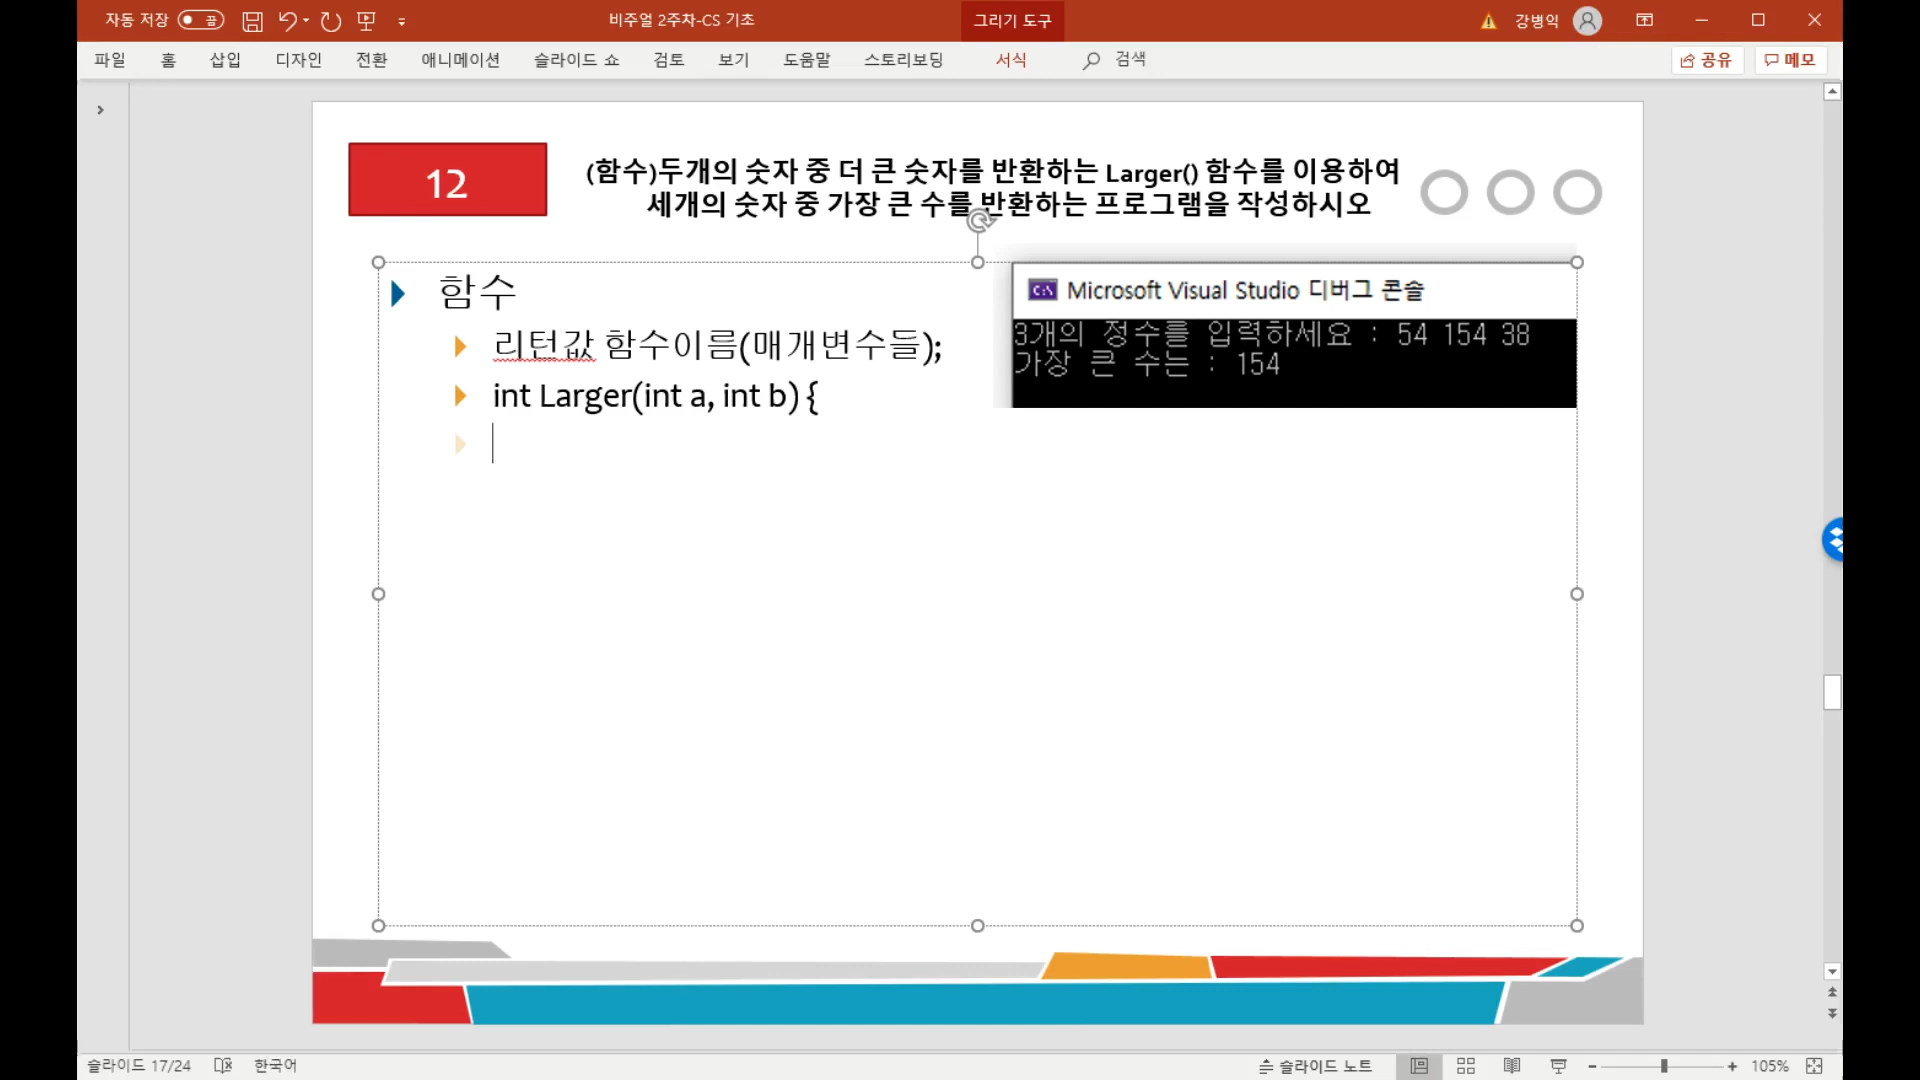 자동 저장 끔
비주얼 2주차-CS 기초
그리기 도구
강병익
파일 홈 삽입 디자인 전환 애니메이션 슬라이드 쇼 검토 보기 도움말 스토리보딩 서식 검색
공유 메모
12
(함수)두개의 숫자 중 더 큰 숫자를 반환하는 Larger() 함수를 이용하여
세개의 숫자 중 가장 큰 수를 반환하는 프로그램을 작성하시오
함수
리턴값 함수이름(매개변수들);
int Larger(int a, int b) {
C:\ Microsoft Visual Studio 디버그 콘솔
3개의 정수를 입력하세요 : 54 154 38
가장 큰 수는 : 154
슬라이드 17/24 한국어
슬라이드 노트
105%